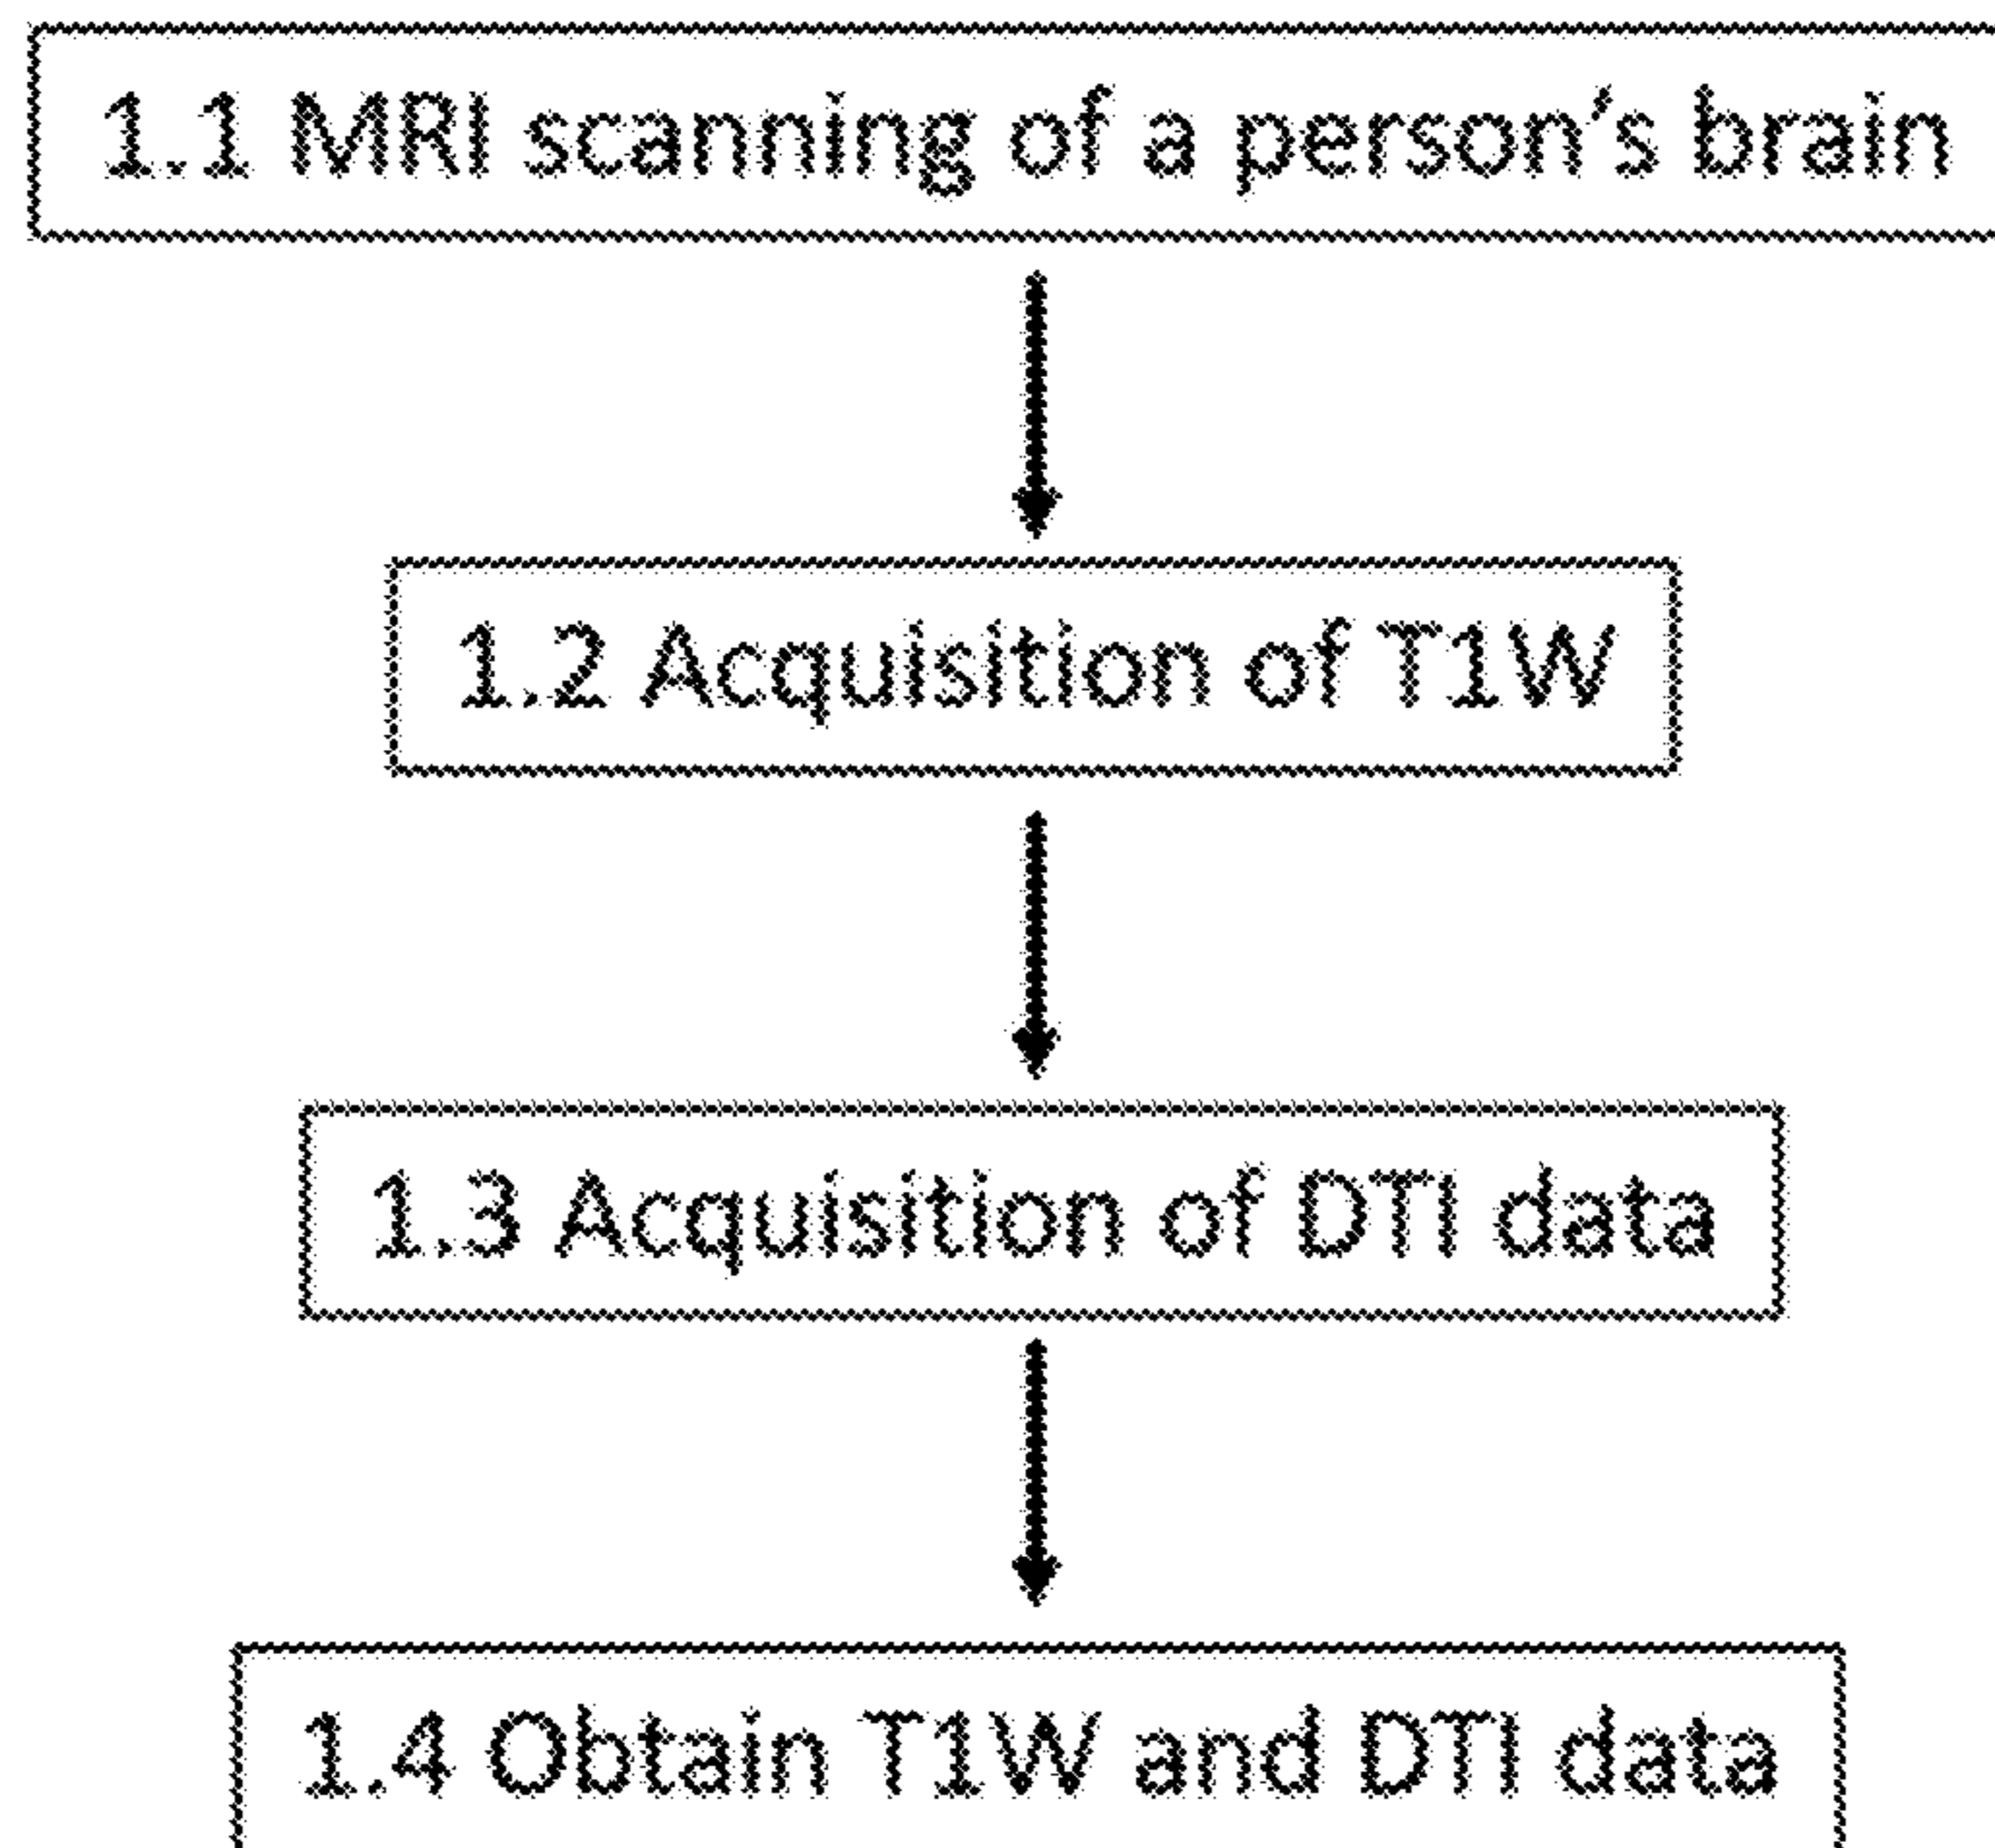 1.1 MRI scanning of a person's brain
1.2 Acquisition of T1W
1.3 Acquisition of DTI data
1.4 Obtain T1W and DTI data